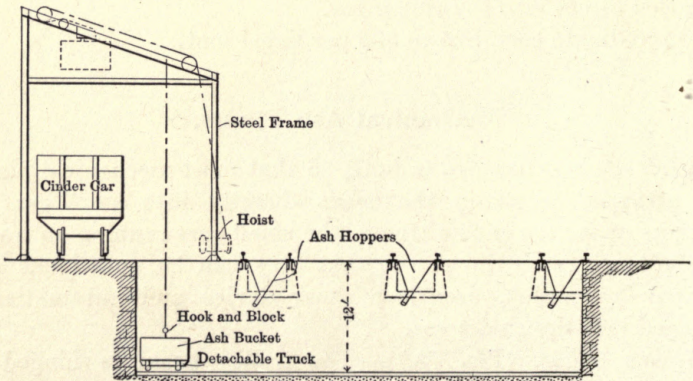 Steel Frame
Cinder Car
Hoist
Ash Hoppers
12'
Hook and Block
Ash Bucket
Detachable Truck